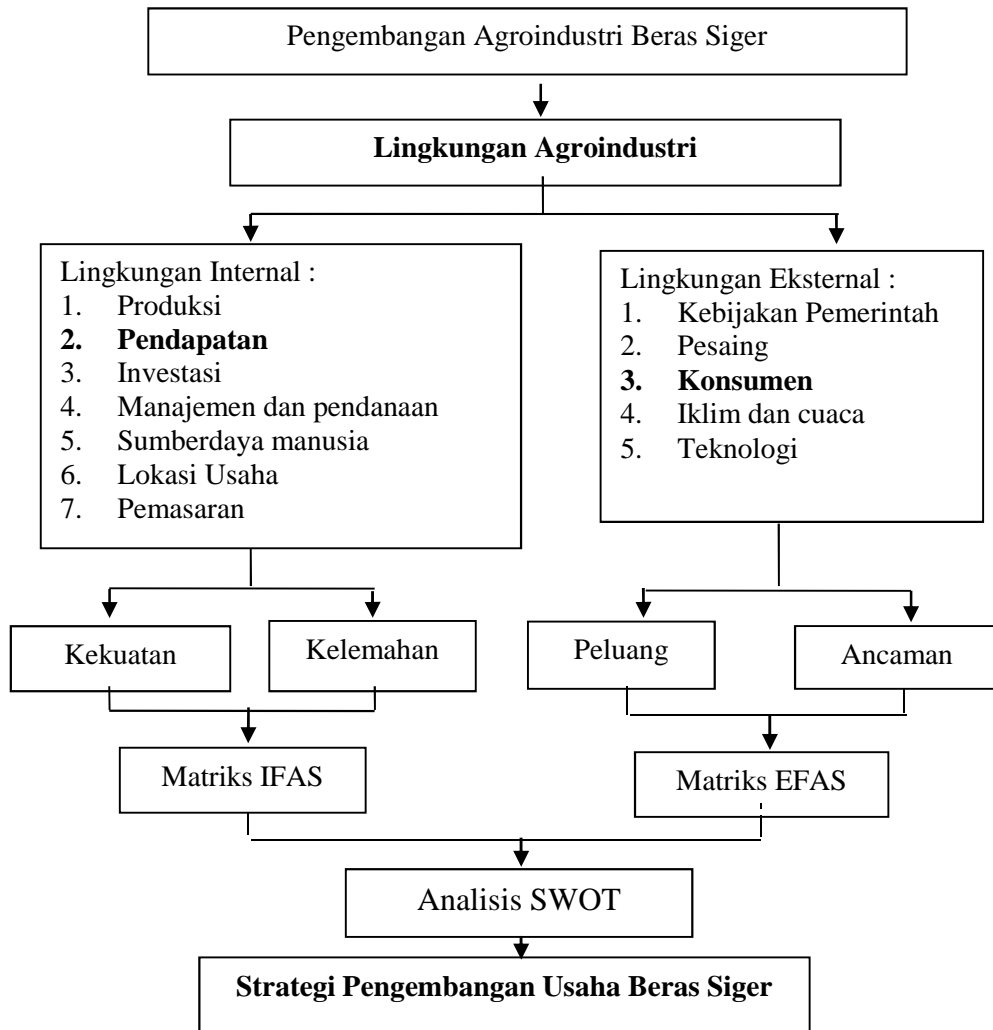 Pengembangan Agroindustri Beras Siger
Lingkungan Agroindustri
Lingkungan Internal :
1. Produksi
2. Pendapatan
3. Investasi
4. Manajemen dan pendanaan
5. Sumberdaya manusia
6. Lokasi Usaha
7. Pemasaran
Lingkungan Eksternal :
1. Kebijakan Pemerintah
2. Pesaing
3. Konsumen
4. Iklim dan cuaca
5. Teknologi
Kekuatan
Kelemahan
Peluang
Ancaman
Matriks IFAS
Matriks EFAS
Analisis SWOT
Strategi Pengembangan Usaha Beras Siger